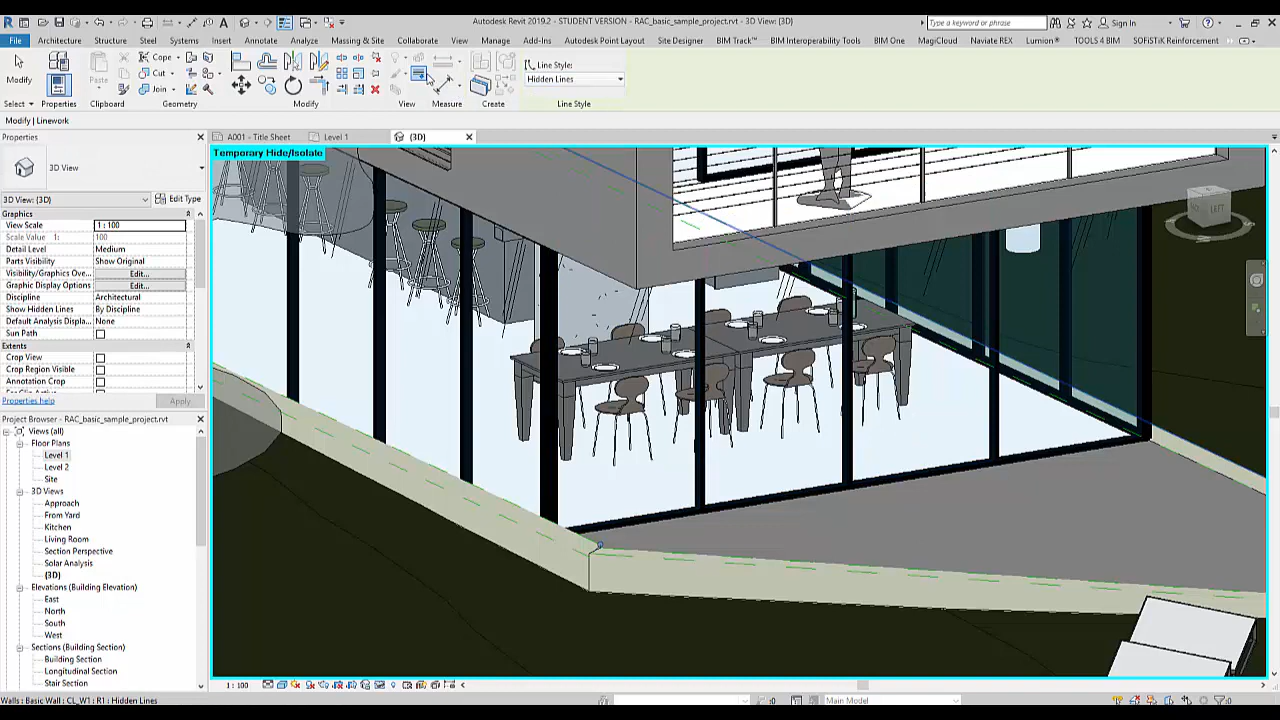 Autodesk Revit 2019.2 - STUDENT VERSION - RAC_basic_sample_project.rvt - 3D View: {3D}
Type a keyword or phrase
Sign In
File Architecture Structure Steel Systems Insert Annotate Analyze Massing & Site Collaborate View Manage Add-Ins Autodesk Point Layout Site Designer BIM Track™ BIM Interoperability Tools BIM One MagiCloud Naviate REX Lumion® TOOLS 4 BIM SOFiSTiK Reinforcement
Modify
Paste
Cope
Cut
Join
Line Style:
Hidden Lines
Select Properties Clipboard Geometry Modify View Measure Create Line Style
Modify | Linework
Properties
A001 - Title Sheet
Level 1
{3D}
Temporary Hide/Isolate
3D View
3D View: {3D}
Edit Type
Graphics
View Scale 1 : 100
Scale Value 1: 100
Detail Level Medium
Parts Visibility Show Original
Visibility/Graphics Ove... Edit...
Graphic Display Options Edit...
Discipline Architectural
Show Hidden Lines By Discipline
Default Analysis Displa... None
Sun Path
Extents
Crop View
Crop Region Visible
Annotation Crop
Properties help
Apply
Project Browser - RAC_basic_sample_project.rvt
Views (all)
Floor Plans
Level 1
Level 2
Site
3D Views
Approach
From Yard
Kitchen
Living Room
Section Perspective
Solar Analysis
{3D}
Elevations (Building Elevation)
East
North
South
West
Sections (Building Section)
Building Section
Longitudinal Section
Stair Section
LEFT
1 : 100
Walls : Basic Wall : CL_W1 : R1 : Hidden Lines
:0
Main Model
:0